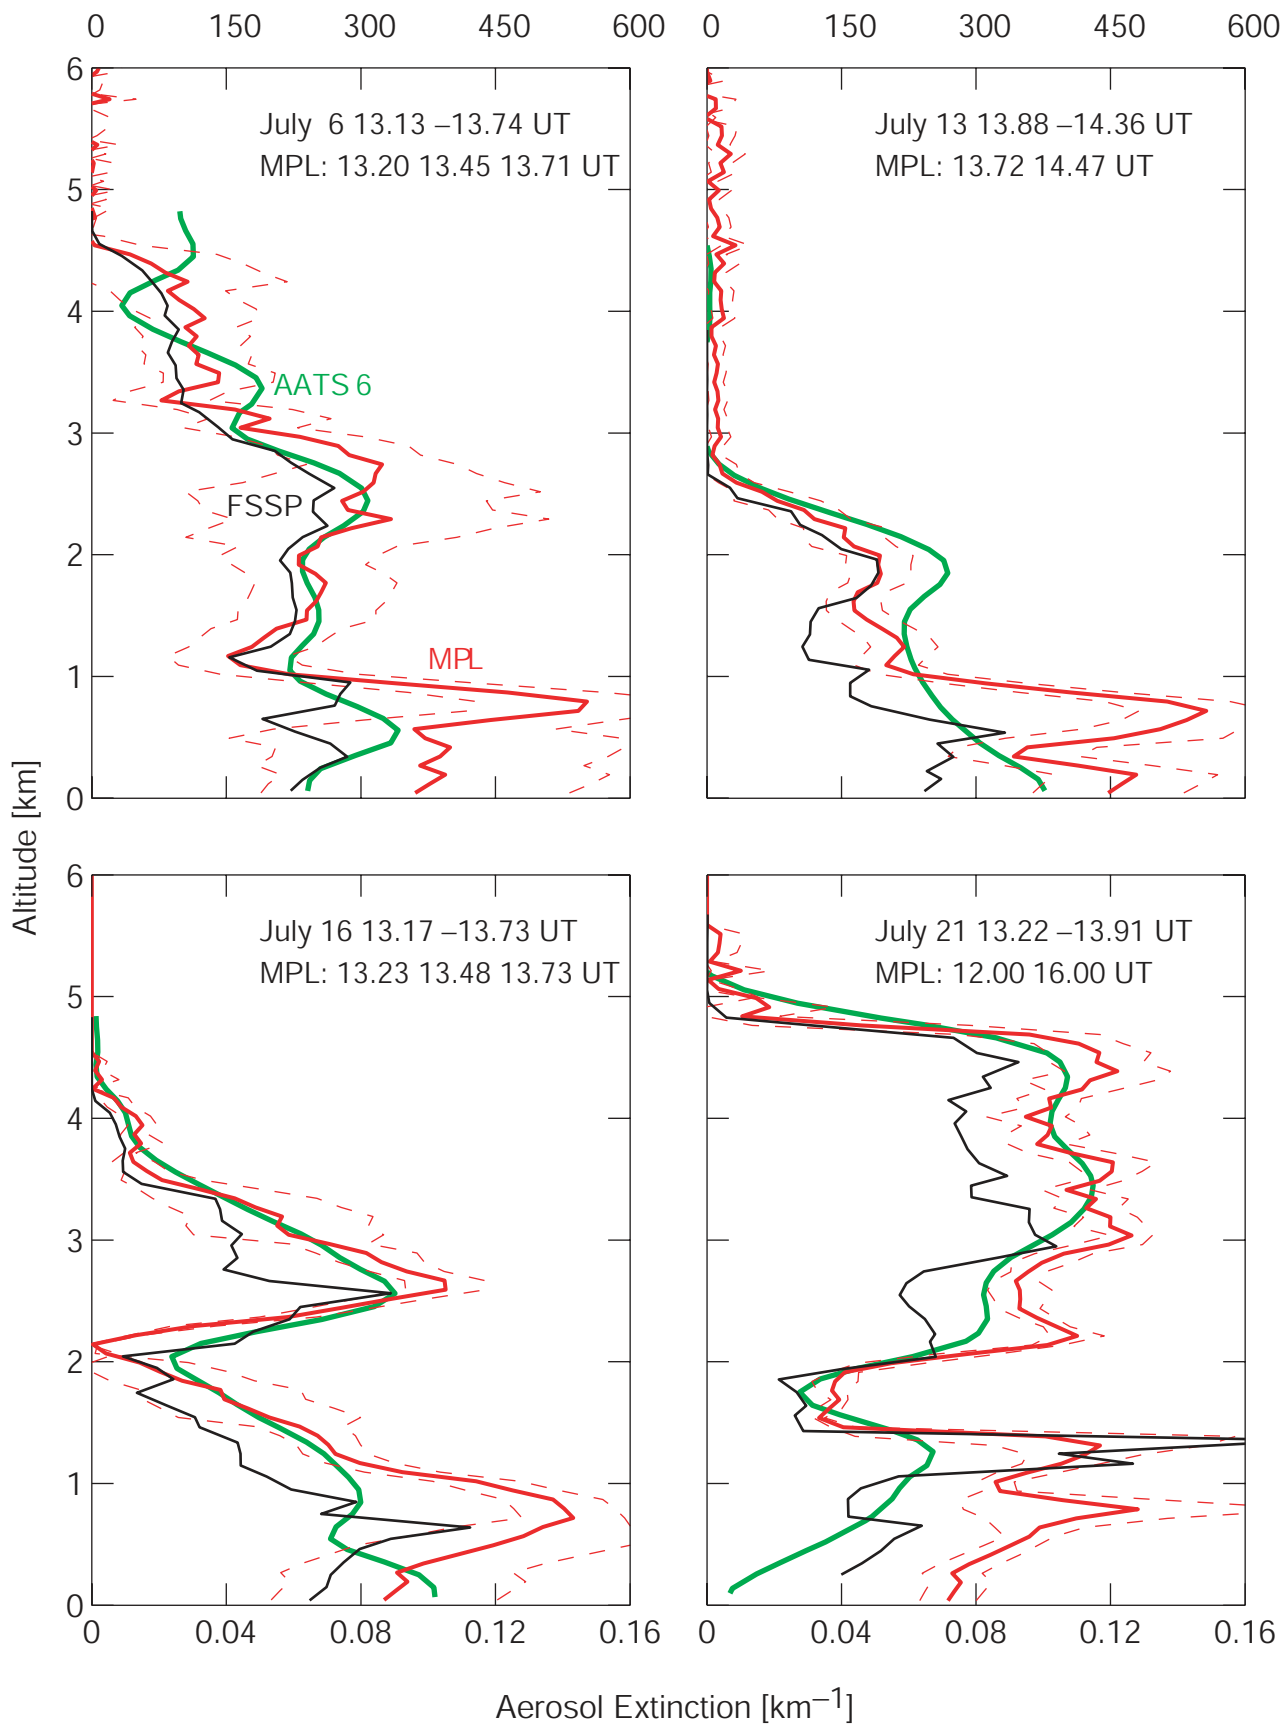 0 150 300 450 600 0 150 300 450 600
6
July 6 13.13 –13.74 UT
MPL: 13.20 13.45 13.71 UT
July 13 13.88 –14.36 UT
MPL: 13.72 14.47 UT
5
4
AATS 6
3
FSSP
2
MPL
1
0
Altitude [km]
6
July 16 13.17 –13.73 UT
MPL: 13.23 13.48 13.73 UT
July 21 13.22 –13.91 UT
MPL: 12.00 16.00 UT
5
4
3
2
1
0
0 0.04 0.08 0.12 0 0.04 0.08 0.12 0.16
Aerosol Extinction [km–1]